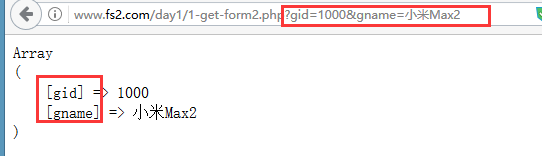 www.fs2.com/day1/1-get-form2.php?gid=1000&gname=小米Max2
Array
(
[gid] => 1000
[gname] => 小米Max2
)